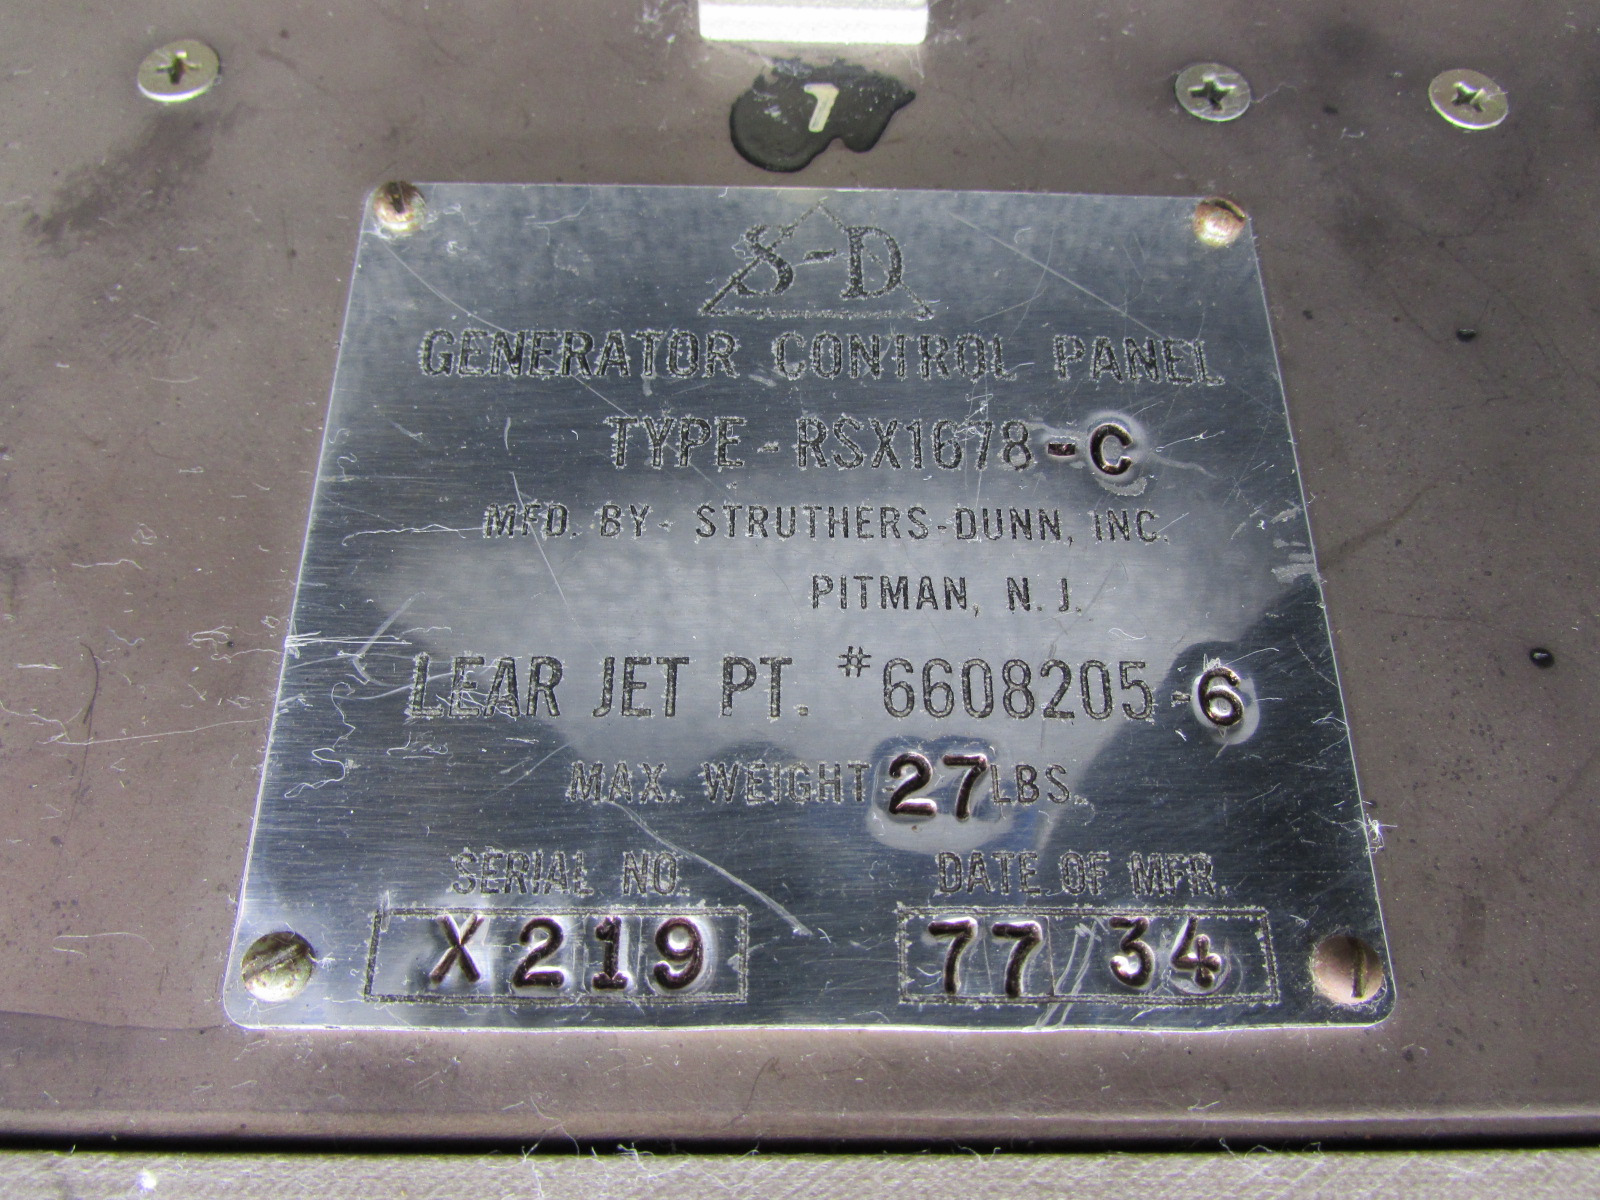 7
S-D
GENERATOR CONTROL PANEL
TYPE - RSX1678-C
MFD. BY - STRUTHERS-DUNN, INC.
PITMAN, N. J.
LEAR JET PT. #6608205-6
MAX. WEIGHT 27 LBS.
SERIAL NO. DATE OF MFR.
X219 77 34